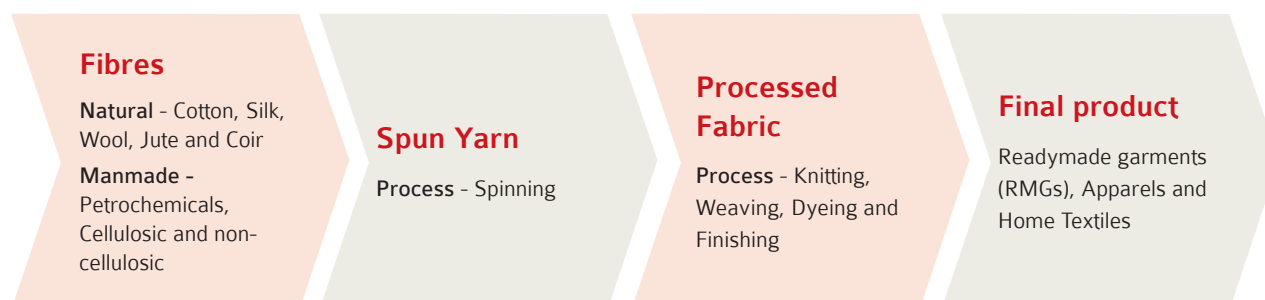 Fibres
Natural - Cotton, Silk,
Wool, Jute and Coir
Manmade -
Petrochemicals,
Cellulosic and non-
cellulosic
Spun Yarn
Process - Spinning
Processed
Fabric
Process - Knitting,
Weaving, Dyeing and
Finishing
Final product
Readymade garments
(RMGs), Apparels and
Home Textiles